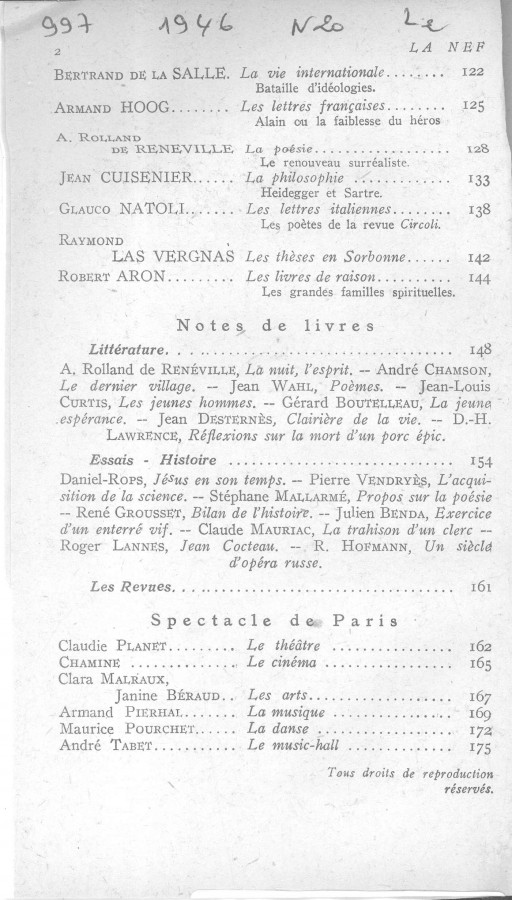 997 1946 N20
2 LA NEF
BERTRAND DE LA SALLE. La vie internationale........ 122
Bataille d'idéologies.
ARMAND HOOG........ Les lettres françaises........ 125
Alain ou la faiblesse du héros
A. ROLLAND
DE RENEVILLE La poésie.................. 128
Le renouveau surréaliste.
JEAN CUISENIER...... La philosophie ............. 133
Heidegger et Sartre.
GLAUCO NATOLI....... Les lettres italiennes........ 138
Les poètes de la revue Circoli.
RAYMOND
LAS VERGNAS Les thèses en Sorbonne...... 142
ROBERT ARON......... Les livres de raison.......... 144
Les grandes familles spirituelles.
Notes de livres
Littérature. . ................................... 148
A. Rolland de RENÉVILLE, La nuit, l'esprit. — André CHAMSON,
Le dernier village. — Jean WAHL, Poèmes. — Jean-Louis
CURTIS, Les jeunes hommes. — Gérard BOUTELLEAU, La jeune
espérance. — Jean DESTERNÈS, Clairière de la vie. — D.-H.
LAWRENCE, Réflexions sur la mort d'un porc épic.
Essais - Histoire ............................ 154
Daniel-ROPS, Jésus en son temps. — Pierre VENDRYÈS, L'acqui-
sition de la science. — Stéphane MALLARMÉ, Propos sur la poésie
— René GROUSSET, Bilan de l'histoire. — Julien BENDA, Exercice
d'un enterré vif. — Claude MAURIAC, La trahison d'un clerc —
Roger LANNES, Jean Cocteau. — R. HOFMANN, Un siècle
d'opéra russe.
Les Revues. . .................................. 161
Spectacle de Paris
Claudie PLANET......... Le théâtre ................. 162
CHAMINE .............. Le cinéma ................. 165
Clara MALRAUX,
Janine BÉRAUD.. Les arts................... 167
Armand PIERHAL....... La musique ................ 169
Maurice POURCHET..... La danse .................. 172
André TABET........... Le music-hall .............. 175
Tous droits de reproduction
réservés.